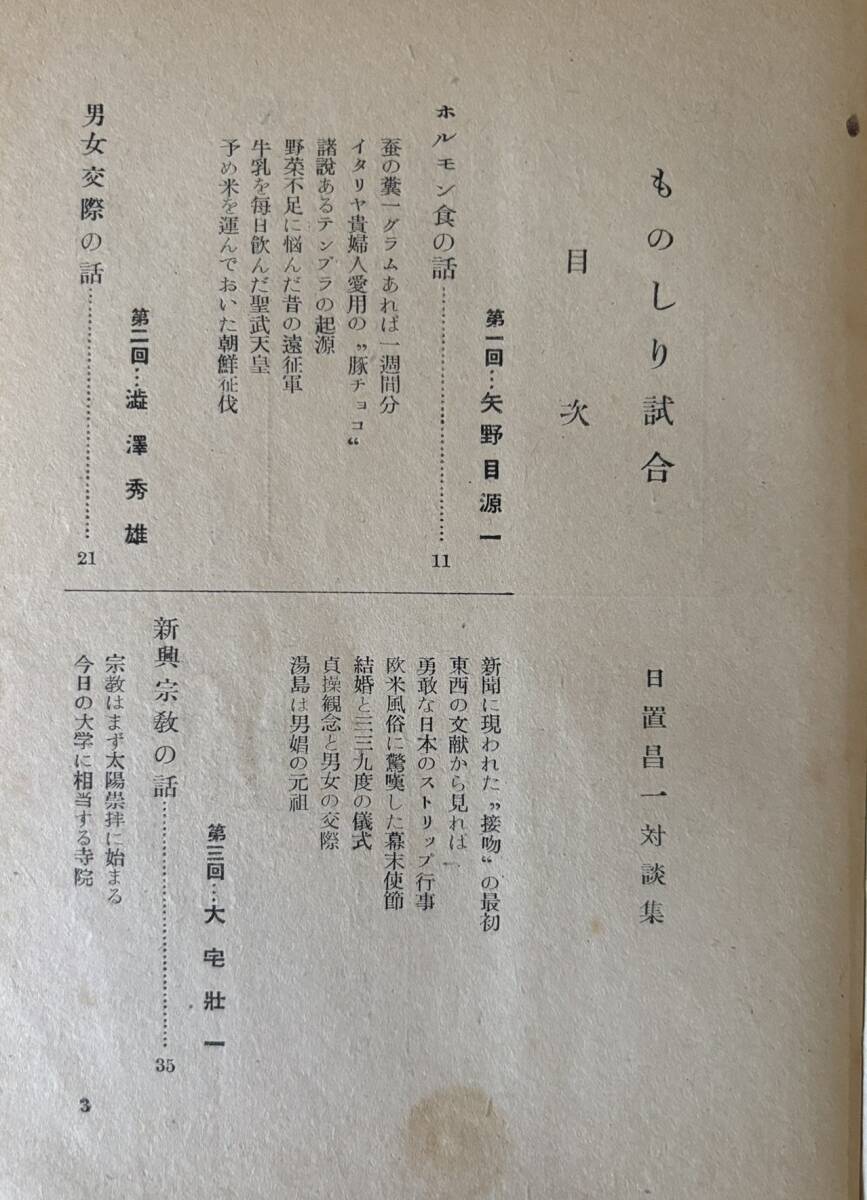 ものしり試合
日置昌一対談集
目次
第一回…矢野目源一
ホルモン食の話……………………………11
蚕の糞一グラムあれば一週間分
イタリヤ貴婦人愛用の〝豚チョコ〟
諸説あるテンプラの起源
野菜不足に悩んだ昔の遠征軍
牛乳を毎日飲んだ聖武天皇
予め米を運んでおいた朝鮮征伐
第二回…澁澤秀雄
男女交際の話……………………………21
新聞に現われた〝接吻〟の最初
東西の文献から見れば
勇敢な日本のストリップ行事
欧米風俗に驚嘆した幕末使節
結婚と三三九度の儀式
貞操観念と男女の交際
湯島は男娼の元祖
第三回…大宅壯一
新興宗教の話……………………………35
宗教はまず太陽崇拝に始まる
今日の大学に相当する寺院
3